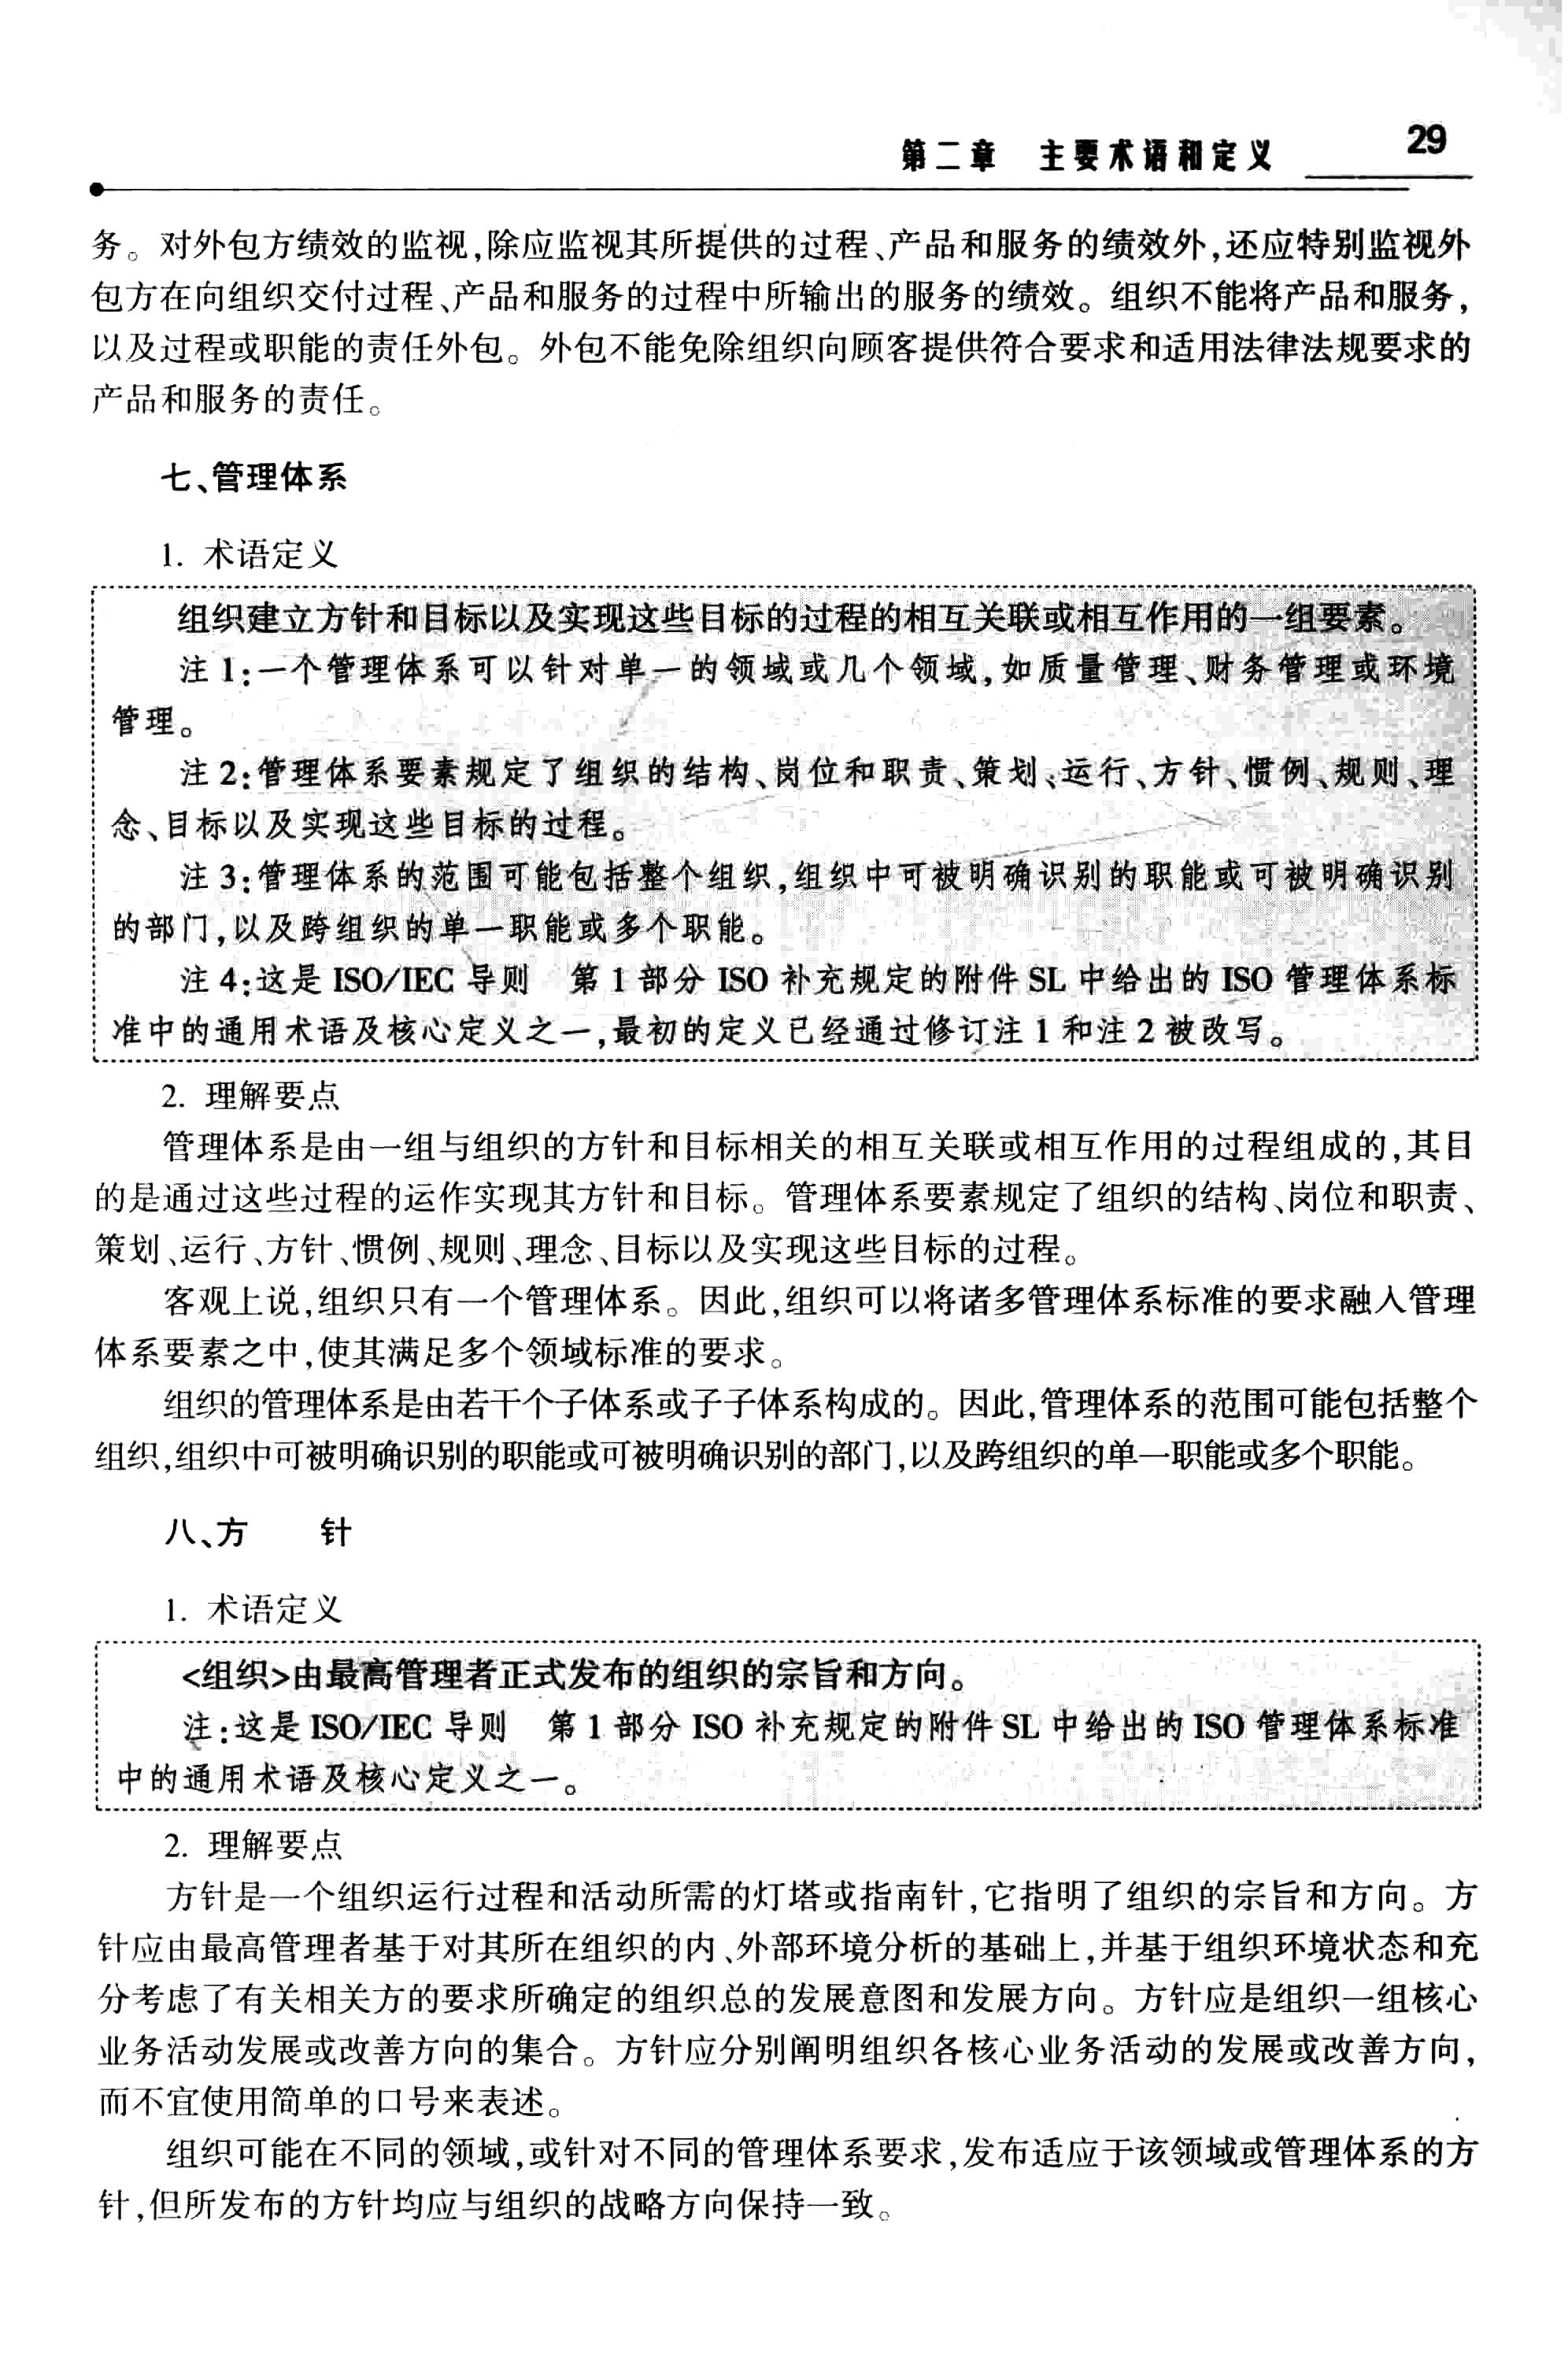 第二章　主要术语和定义　29
务。对外包方绩效的监视,除应监视其所提供的过程、产品和服务的绩效外,还应特别监视外
包方在向组织交付过程、产品和服务的过程中所输出的服务的绩效。组织不能将产品和服务,
以及过程或职能的责任外包。外包不能免除组织向顾客提供符合要求和适用法律法规要求的
产品和服务的责任。
七、管理体系
1. 术语定义
组织建立方针和目标以及实现这些目标的过程的相互关联或相互作用的一组要素。
注 1:一个管理体系可以针对单一的领域或几个领域,如质量管理、财务管理或环境
管理。
注 2:管理体系要素规定了组织的结构、岗位和职责、策划、运行、方针、惯例、规则、理
念、目标以及实现这些目标的过程。
注 3:管理体系的范围可能包括整个组织,组织中可被明确识别的职能或可被明确识别
的部门,以及跨组织的单一职能或多个职能。
注 4:这是 ISO/IEC 导则　第 1 部分 ISO 补充规定的附件 SL 中给出的 ISO 管理体系标
准中的通用术语及核心定义之一,最初的定义已经通过修订注 1 和注 2 被改写。
2. 理解要点
管理体系是由一组与组织的方针和目标相关的相互关联或相互作用的过程组成的,其目
的是通过这些过程的运作实现其方针和目标。管理体系要素规定了组织的结构、岗位和职责、
策划、运行、方针、惯例、规则、理念、目标以及实现这些目标的过程。
客观上说,组织只有一个管理体系。因此,组织可以将诸多管理体系标准的要求融入管理
体系要素之中,使其满足多个领域标准的要求。
组织的管理体系是由若干个子体系或子子体系构成的。因此,管理体系的范围可能包括整个
组织,组织中可被明确识别的职能或可被明确识别的部门,以及跨组织的单一职能或多个职能。
八、方　　针
1. 术语定义
<组织>由最高管理者正式发布的组织的宗旨和方向。
注:这是 ISO/IEC 导则　第 1 部分 ISO 补充规定的附件 SL 中给出的 ISO 管理体系标准
中的通用术语及核心定义之一。
2. 理解要点
方针是一个组织运行过程和活动所需的灯塔或指南针,它指明了组织的宗旨和方向。方
针应由最高管理者基于对其所在组织的内、外部环境分析的基础上,并基于组织环境状态和充
分考虑了有关相关方的要求所确定的组织总的发展意图和发展方向。方针应是组织一组核心
业务活动发展或改善方向的集合。方针应分别阐明组织各核心业务活动的发展或改善方向,
而不宜使用简单的口号来表述。
组织可能在不同的领域,或针对不同的管理体系要求,发布适应于该领域或管理体系的方
针,但所发布的方针均应与组织的战略方向保持一致。